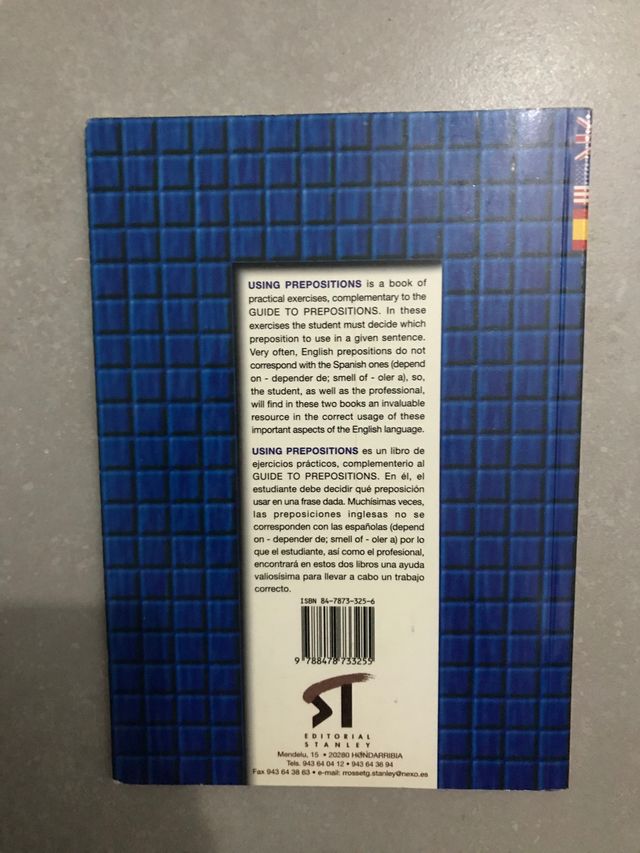 USING PREPOSITIONS is a book of
practical exercises, complementary to the
GUIDE TO PREPOSITIONS. In these
exercises the student must decide which
preposition to use in a given sentence.
Very often, English prepositions do not
correspond with the Spanish ones (depend
on - depender de; smell of - oler a), so,
the student, as well as the professional,
will find in these two books an invaluable
resource in the correct usage of these
important aspects of the English language.
USING PREPOSITIONS es un libro de
ejercicios prácticos, complementerio al
GUIDE TO PREPOSITIONS. En él, el
estudiante debe decidir qué preposición
usar en una frase dada. Muchísimas veces,
las preposiciones inglesas no se
corresponden con las españolas (depend
on - depender de; smell of - oler a) por lo
que el estudiante, así como el profesional,
encontrará en estos dos libros una ayuda
valiosísima para llevar a cabo un trabajo
correcto.
ISBN 84-7873-325-6
9 788478 733255
ST
EDITORIAL
STANLEY
Mendelu, 15 • 20280 HONDARRIBIA
Tels. 943 64 04 12 • 943 64 36 94
Fax 943 64 38 63 • e-mail: rrossetg.stanley@nexo.es